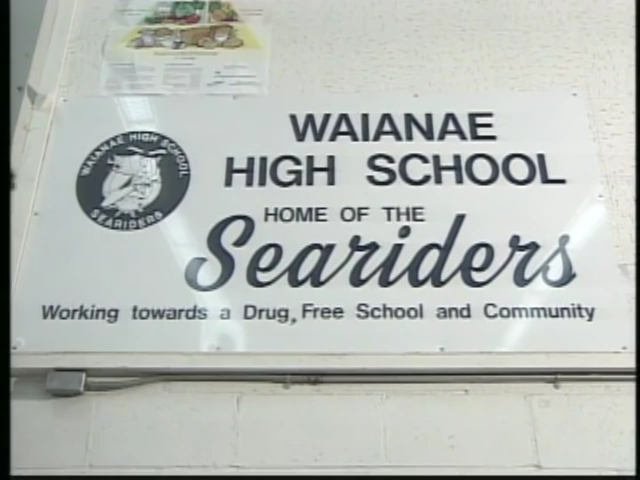 WAIANAE
HIGH SCHOOL
HOME OF THE
Seariders
Working towards a Drug, Free School and Community
WAIANAE HIGH SCHOOL
SEARIDERS